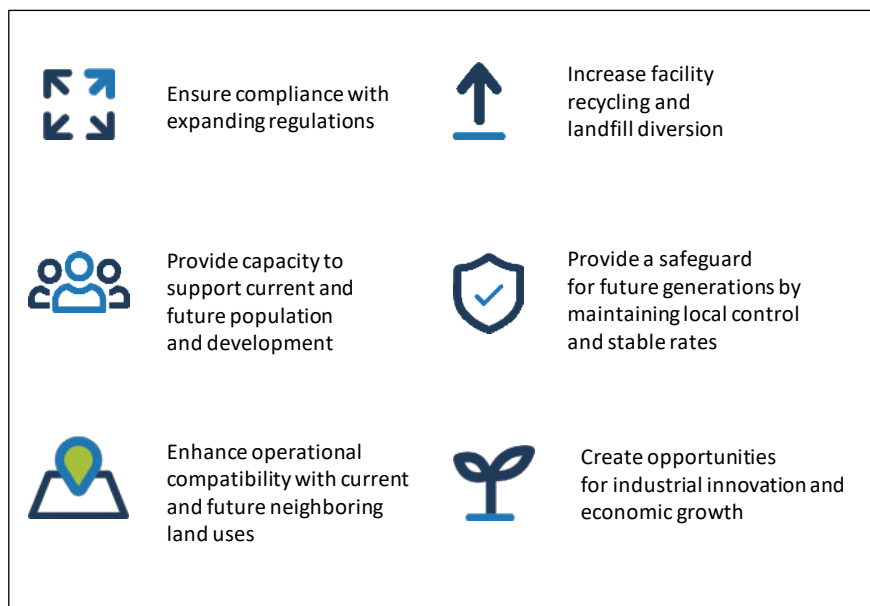 Ensure compliance with
expanding regulations
Increase facility
recycling and
landfill diversion
Provide capacity to
support current and
future population
and development
Provide a safeguard
for future generations by
maintaining local control
and stable rates
Enhance operational
compatibility with current
and future neighboring
land uses
Create opportunities
for industrial innovation and
economic growth